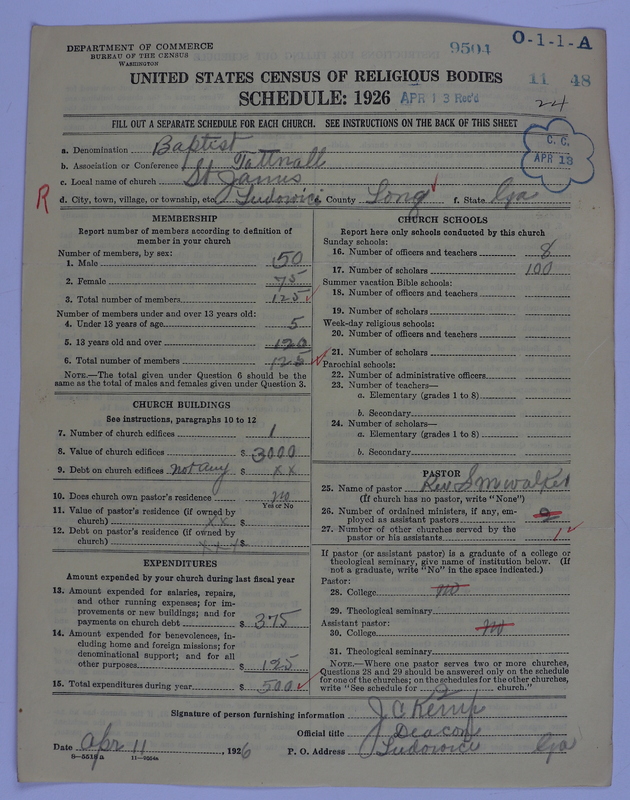 DEPARTMENT OF COMMERCE
BUREAU OF THE CENSUS
WASHINGTON
9504
O-1-1-A
UNITED STATES CENSUS OF RELIGIOUS BODIES
11 48
SCHEDULE: 1926
APR 13 Rec'd
24
FILL OUT A SEPARATE SCHEDULE FOR EACH CHURCH. SEE INSTRUCTIONS ON THE BACK OF THIS SHEET
C. C.
APR 13
a. Denomination Baptist
b. Association or Conference Tattnall
c. Local name of church St James
R
d. City, town, village, or township, etc. Ludowici e. County Long f. State Ga
MEMBERSHIP
Report number of members according to definition of
member in your church
Number of members, by sex:
1. Male 50
2. Female 75
3. Total number of members 125
Number of members under and over 13 years old:
4. Under 13 years of age 5
5. 13 years old and over 120
6. Total number of members 125
NOTE.—The total given under Question 6 should be
same as the total of males and females given under Question 3.
CHURCH BUILDINGS
See instructions, paragraphs 10 to 12
7. Number of church edifices 1
8. Value of church edifices $ 3000
9. Debt on church edifices not any $ x x
10. Does church own pastor's residence no
Yes or No
11. Value of pastor's residence (if owned by
church) x x $
12. Debt on pastor's residence (if owned by
church) $
EXPENDITURES
Amount expended by your church during last fiscal year
13. Amount expended for salaries, repairs,
and other running expenses; for im-
provements or new buildings; and for
payments on church debt $ 375
14. Amount expended for benevolences, in-
cluding home and foreign missions; for
denominational support; and for all
other purposes $ 125
15. Total expenditures during year $ 500
CHURCH SCHOOLS
Report here only schools conducted by this church
Sunday schools:
16. Number of officers and teachers 8
17. Number of scholars 100
Summer vacation Bible schools:
18. Number of officers and teachers
19. Number of scholars
Week-day religious schools:
20. Number of officers and teachers
21. Number of scholars
Parochial schools:
22. Number of administrative officers
23. Number of teachers—
a. Elementary (grades 1 to 8)
b. Secondary
24. Number of scholars—
a. Elementary (grades 1 to 8)
b. Secondary
PASTOR
25. Name of pastor Rev. S M Walker
(If church has no pastor, write "None")
26. Number of ordained ministers, if any, em-
ployed as assistant pastors 2
27. Number of other churches served by the
pastor or his assistants 1
If pastor (or assistant pastor) is a graduate of a college or
theological seminary, give name of institution below. (If
not a graduate, write "No" in the space indicated.)
Pastor:
28. College no
29. Theological seminary
Assistant pastor:
30. College no
31. Theological seminary
NOTE.—Where one pastor serves two or more churches,
Questions 28 and 29 should be answered only on the schedule
for one of the churches; on the schedules for the other churches,
write "See schedule for 2 church."
Signature of person furnishing information J C Kemp
Official title Deacon
Date Apr 11, 1926 P. O. Address Ludowici Ga
8-5518 a